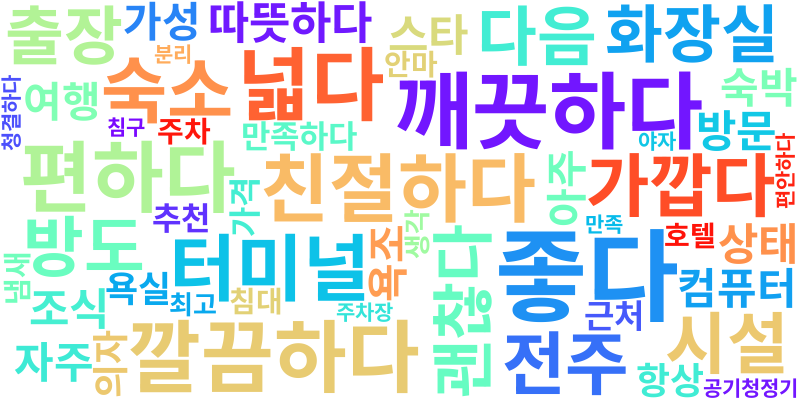 출장
가성
따뜻하다
스타
다음
화장실
분리
안마
청결하다
여행
숙소
넓다
깨끗하다
숙박
침구
주차
만족하다
야자
방문
편안하다
편하다
친절하다
아주
가깝다
추천
가격
방도
터미널
욕조
생각
괜찮다
만족
좋다
호텔
상태
냄새
욕실
최고
침대
주차장
컴퓨터
조식
근처
자주
의자
깔끔하다
전주
시설
항상
공기청정기